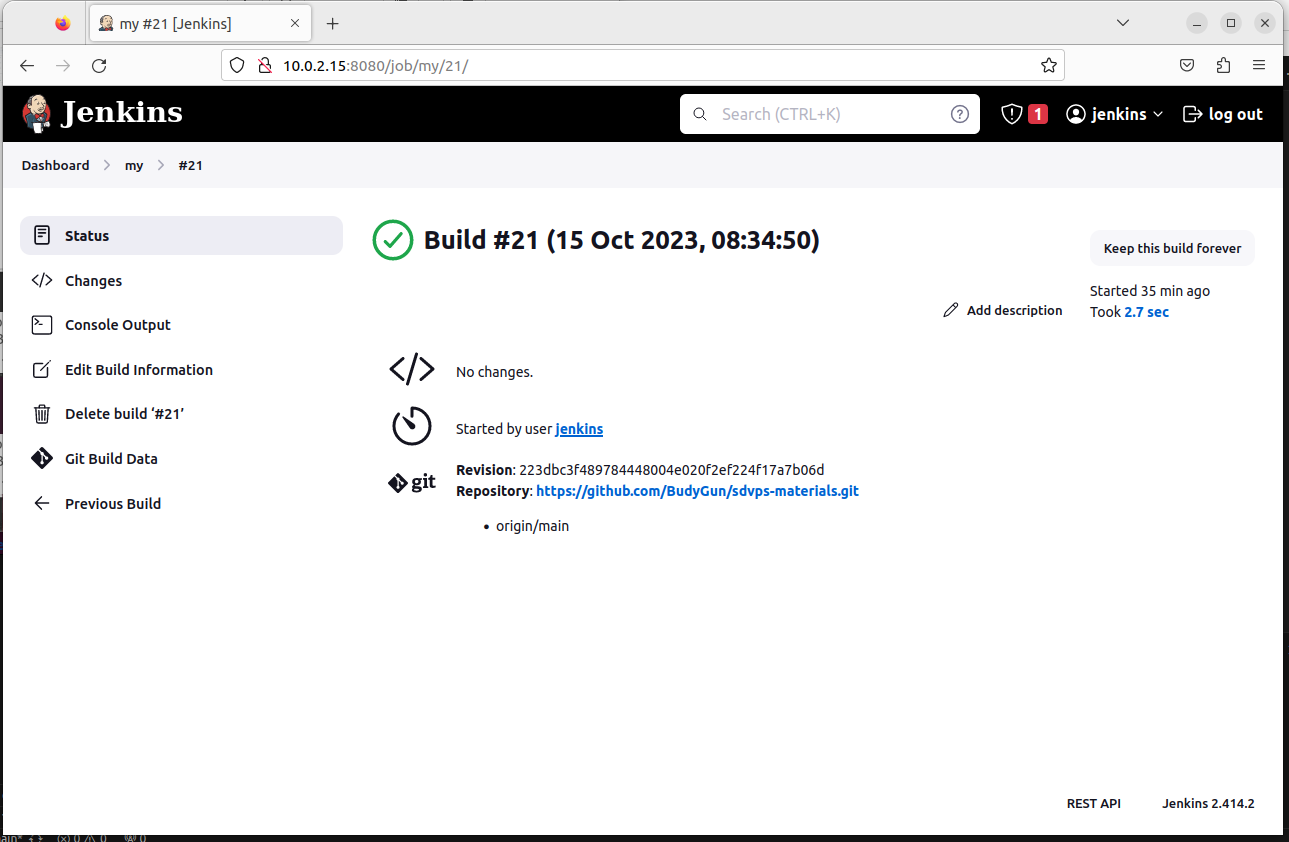 my #21 [Jenkins]
10.0.2.15:8080/job/my/21/
Jenkins
Search (CTRL+K)
1
jenkins
log out
Dashboard
my
#21
Status
Changes
Console Output
Edit Build Information
Delete build ‘#21’
Git Build Data
Previous Build
Build #21 (15 Oct 2023, 08:34:50)
Keep this build forever
Started 35 min ago
Took 2.7 sec
Add description
No changes.
Started by user jenkins
git
Revision: 223dbc3f489784448004e020f2ef224f17a7b06d
Repository: https://github.com/BudyGun/sdvps-materials.git
origin/main
REST API
Jenkins 2.414.2